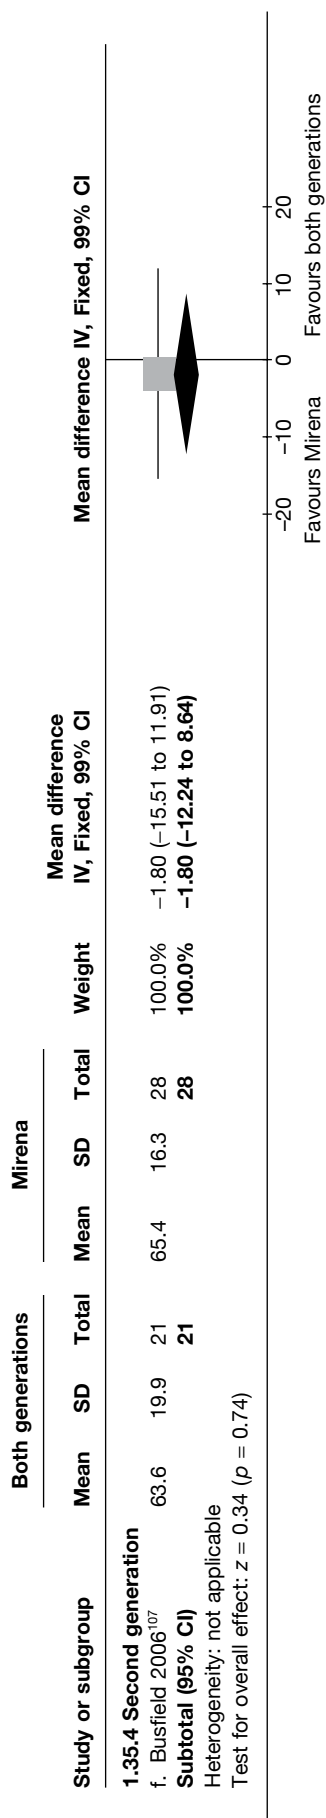 Both generations Mirena Mean difference
Study or subgroup Mean SD Total Mean SD Total Weight IV, Fixed, 99% CI Mean difference IV, Fixed, 99% CI
1.35.4 Second generation
f. Busfield 2006107 63.6 19.9 21 65.4 16.3 28 100.0% −1.80 (−15.51 to 11.91)
Subtotal (95% CI) 21 28 100.0% −1.80 (−12.24 to 8.64)
Heterogeneity: not applicable
Test for overall effect: z = 0.34 (p = 0.74)
−20 −10 0 10 20
Favours Mirena Favours both generations